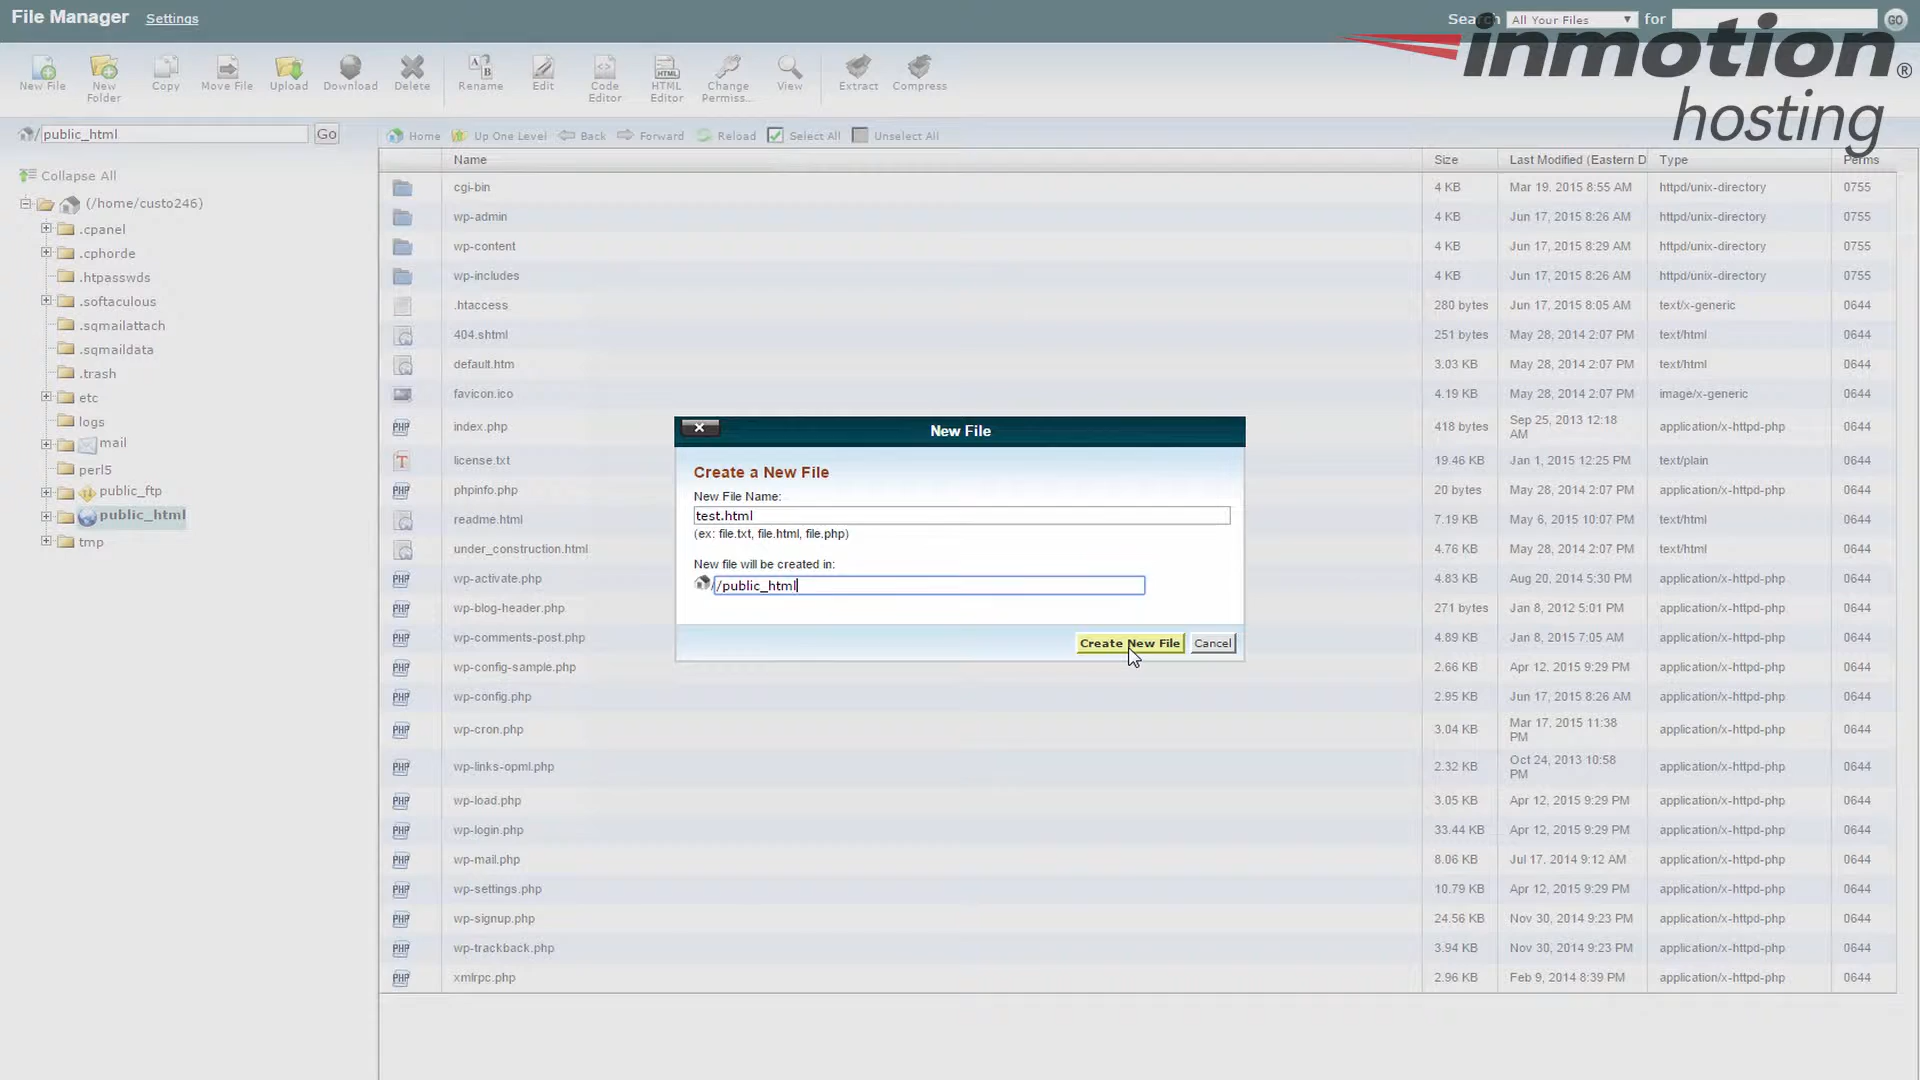 File Manager Settings
Search All Your Files for GO
inmotion®
hosting
New File New Folder Copy Move File Upload Download Delete Rename Edit Code Editor HTML Editor Change Permiss... View Extract Compress
/ public_html Go
Home Up One Level Back Forward Reload Select All Unselect All
Collapse All
(/home/custo246)
.cpanel
.cphorde
.htpasswds
.softaculous
.sqmailattach
.sqmaildata
.trash
etc
logs
mail
perl5
public_ftp
public_html
tmp
Name Size Last Modified (Eastern D Type Perms
cgi-bin 4 KB Mar 19, 2015 8:55 AM httpd/unix-directory 0755
wp-admin 4 KB Jun 17, 2015 8:26 AM httpd/unix-directory 0755
wp-content 4 KB Jun 17, 2015 8:29 AM httpd/unix-directory 0755
wp-includes 4 KB Jun 17, 2015 8:26 AM httpd/unix-directory 0755
.htaccess 280 bytes Jun 17, 2015 8:05 AM text/x-generic 0644
404.shtml 251 bytes May 28, 2014 2:07 PM text/html 0644
default.htm 3.03 KB May 28, 2014 2:07 PM text/html 0644
favicon.ico 4.19 KB May 28, 2014 2:07 PM image/x-generic 0644
PHP index.php 418 bytes Sep 25, 2013 12:18 AM application/x-httpd-php 0644
T license.txt 19.46 KB Jan 1, 2015 12:25 PM text/plain 0644
PHP phpinfo.php 20 bytes May 28, 2014 2:07 PM application/x-httpd-php 0644
readme.html 7.19 KB May 6, 2015 10:07 PM text/html 0644
under_construction.html 4.76 KB May 28, 2014 2:07 PM text/html 0644
PHP wp-activate.php 4.83 KB Aug 20, 2014 5:30 PM application/x-httpd-php 0644
PHP wp-blog-header.php 271 bytes Jan 8, 2012 5:01 PM application/x-httpd-php 0644
PHP wp-comments-post.php 4.89 KB Jan 8, 2015 7:05 AM application/x-httpd-php 0644
PHP wp-config-sample.php 2.66 KB Apr 12, 2015 9:29 PM application/x-httpd-php 0644
PHP wp-config.php 2.95 KB Jun 17, 2015 8:26 AM application/x-httpd-php 0644
PHP wp-cron.php 3.04 KB Mar 17, 2015 11:38 PM application/x-httpd-php 0644
PHP wp-links-opml.php 2.32 KB Oct 24, 2013 10:58 PM application/x-httpd-php 0644
PHP wp-load.php 3.05 KB Apr 12, 2015 9:29 PM application/x-httpd-php 0644
PHP wp-login.php 33.44 KB Apr 12, 2015 9:29 PM application/x-httpd-php 0644
PHP wp-mail.php 8.06 KB Jul 17, 2014 9:12 AM application/x-httpd-php 0644
PHP wp-settings.php 10.79 KB Apr 12, 2015 9:29 PM application/x-httpd-php 0644
PHP wp-signup.php 24.56 KB Nov 30, 2014 9:23 PM application/x-httpd-php 0644
PHP wp-trackback.php 3.94 KB Nov 30, 2014 9:23 PM application/x-httpd-php 0644
PHP xmlrpc.php 2.96 KB Feb 9, 2014 8:39 PM application/x-httpd-php 0644
New File
Create a New File
New File Name:
test.html
(ex: file.txt, file.html, file.php)
New file will be created in:
/ /public_html
Create New File Cancel